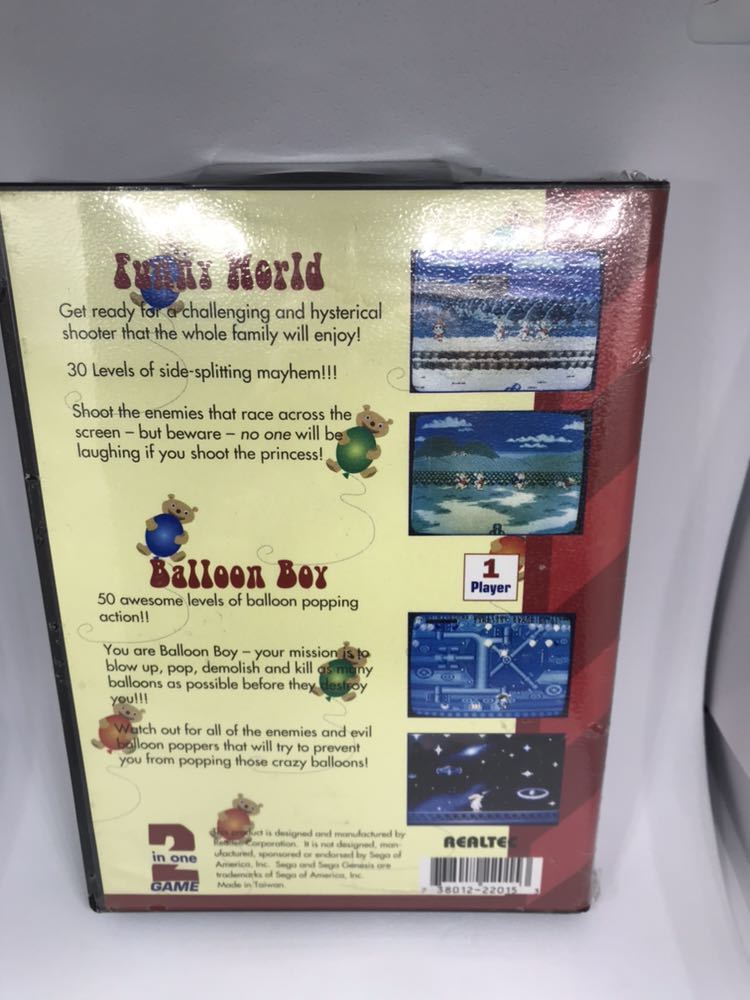 Funny World
Get ready for a challenging and hysterical
shooter that the whole family will enjoy!
30 Levels of side-splitting mayhem!!!
Shoot the enemies that race across the
screen – but beware – no one will be
laughing if you shoot the princess!
Balloon Boy
50 awesome levels of balloon popping
action!!
You are Balloon Boy – your mission is to
blow up, pop, demolish and kill as many
balloons as possible before they destroy
you!!!
Watch out for all of the enemies and evil
balloon poppers that will try to prevent
you from popping those crazy balloons!
1
Player
2
in one
GAME
This product is designed and manufactured by
Realtec Corporation. It is not designed, man-
ufactured, sponsored or endorsed by Sega of
America, Inc. Sega and Sega Genesis are
trademarks of Sega of America, Inc.
Made in Taiwan.
REALTEC
7 38012-22015 3